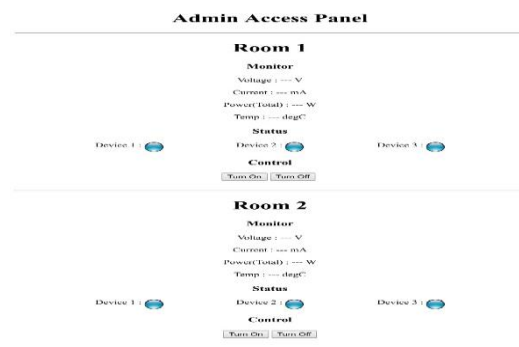 Admin Access Panel
Room 1
Monitor
Voltage : --- V
Current : --- mA
Power(Total) : --- W
Temp : --- degC
Status
Device 1 : Device 2 : Device 3 :
Control
Turn On Turn Off
Room 2
Monitor
Voltage : --- V
Current : --- mA
Power(Total) : --- W
Temp : --- degC
Status
Device 1 : Device 2 : Device 3 :
Control
Turn On Turn Off